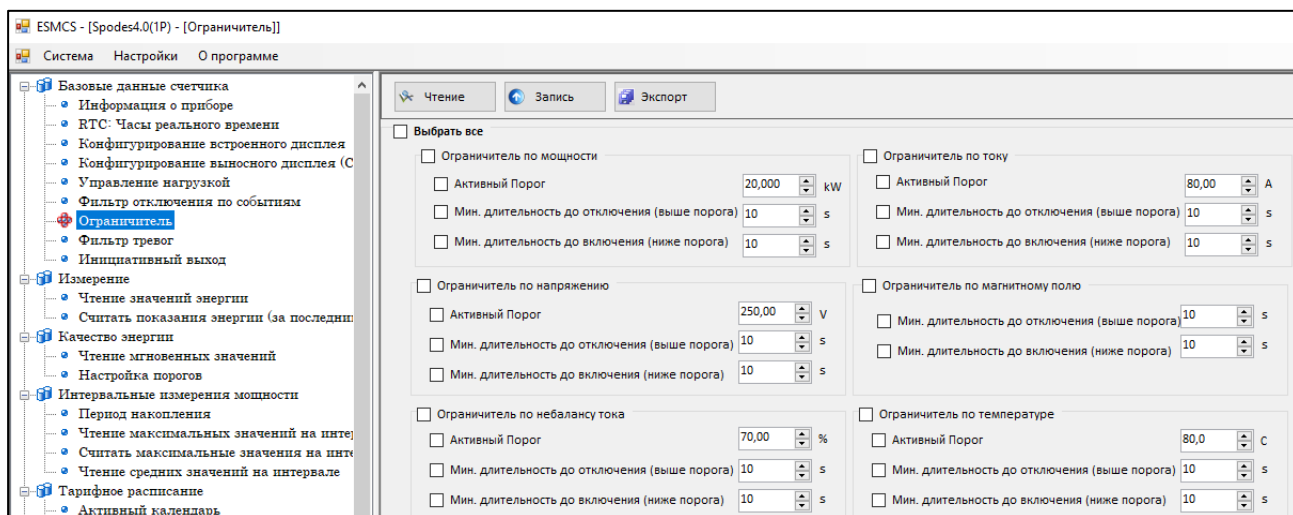 ESMCS - [Spodes4.0(1P) - [Ограничитель]]
Система Настройки О программе
Базовые данные счетчика
Информация о приборе
RTC: Часы реального времени
Конфигурирование встроенного дисплея
Конфигурирование выносного дисплея (С
Управление нагрузкой
Фильтр отключения по событиям
Ограничитель
Фильтр тревог
Инициативный выход
Измерение
Чтение значений энергии
Считать показания энергии (за последни
Качество энергии
Чтение мгновенных значений
Настройка порогов
Интервальные измерения мощности
Период накопления
Чтение максимальных значений на интер
Считать максимальные значения на инте
Чтение средних значений на интервале
Тарифное расписание
Активный календарь
Чтение Запись Экспорт
Выбрать все
Ограничитель по мощности
Активный Порог 20,000 kW
Мин. длительность до отключения (выше порога) 10 s
Мин. длительность до включения (ниже порога) 10 s
Ограничитель по току
Активный Порог 80,00 A
Мин. длительность до отключения (выше порога) 10 s
Мин. длительность до включения (ниже порога) 10 s
Ограничитель по напряжению
Активный Порог 250,00 V
Мин. длительность до отключения (выше порога) 10 s
Мин. длительность до включения (ниже порога) 10 s
Ограничитель по магнитному полю
Мин. длительность до отключения (выше порога) 10 s
Мин. длительность до включения (ниже порога) 10 s
Ограничитель по небалансу тока
Активный Порог 70,00 %
Мин. длительность до отключения (выше порога) 10 s
Мин. длительность до включения (ниже порога) 10 s
Ограничитель по температуре
Активный Порог 80,0 C
Мин. длительность до отключения (выше порога) 10 s
Мин. длительность до включения (ниже порога) 10 s